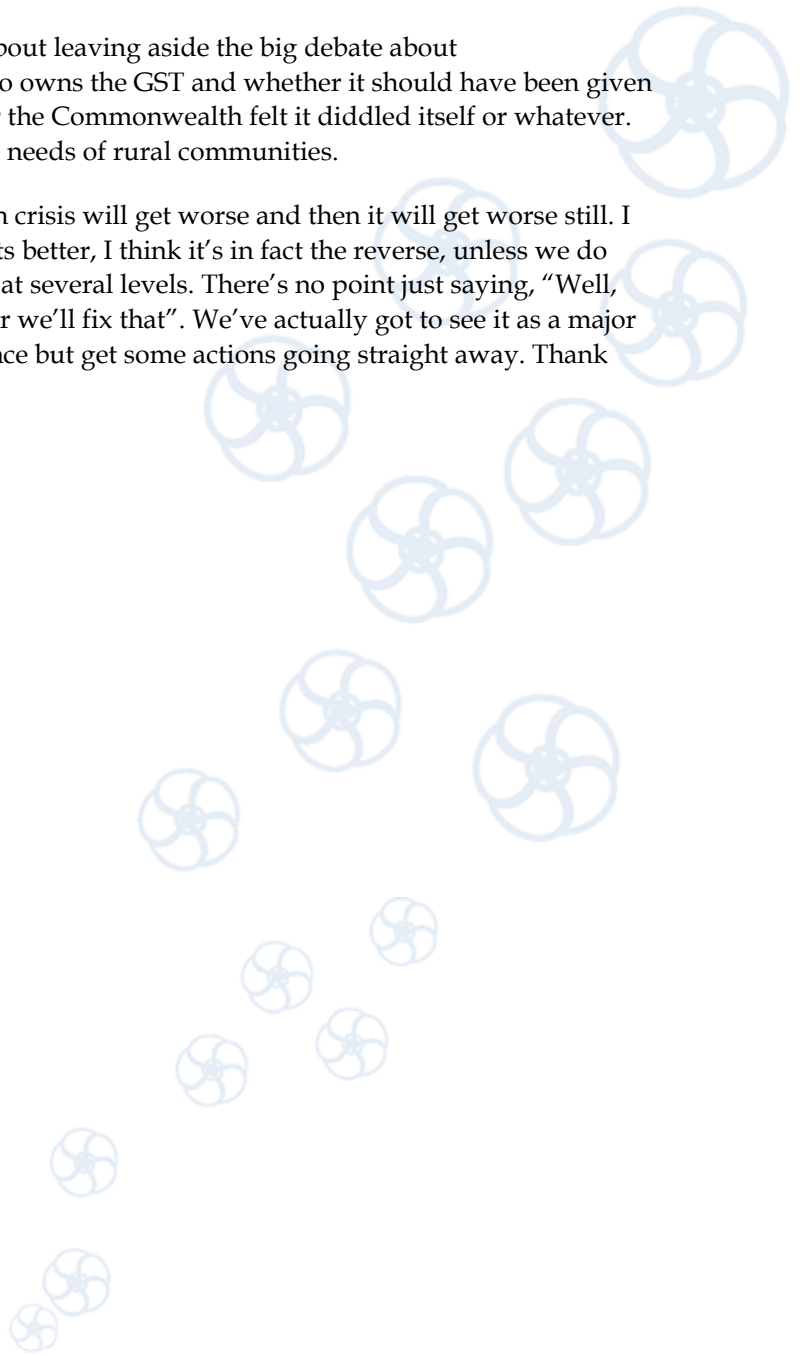 bout leaving aside the big debate about
o owns the GST and whether it should have been given
the Commonwealth felt it diddled itself or whatever.
needs of rural communities.
crisis will get worse and then it will get worse still. I
ts better, I think it's in fact the reverse, unless we do
at several levels. There's no point just saying, “Well,
r we'll fix that”. We've actually got to see it as a major
nce but get some actions going straight away. Thank